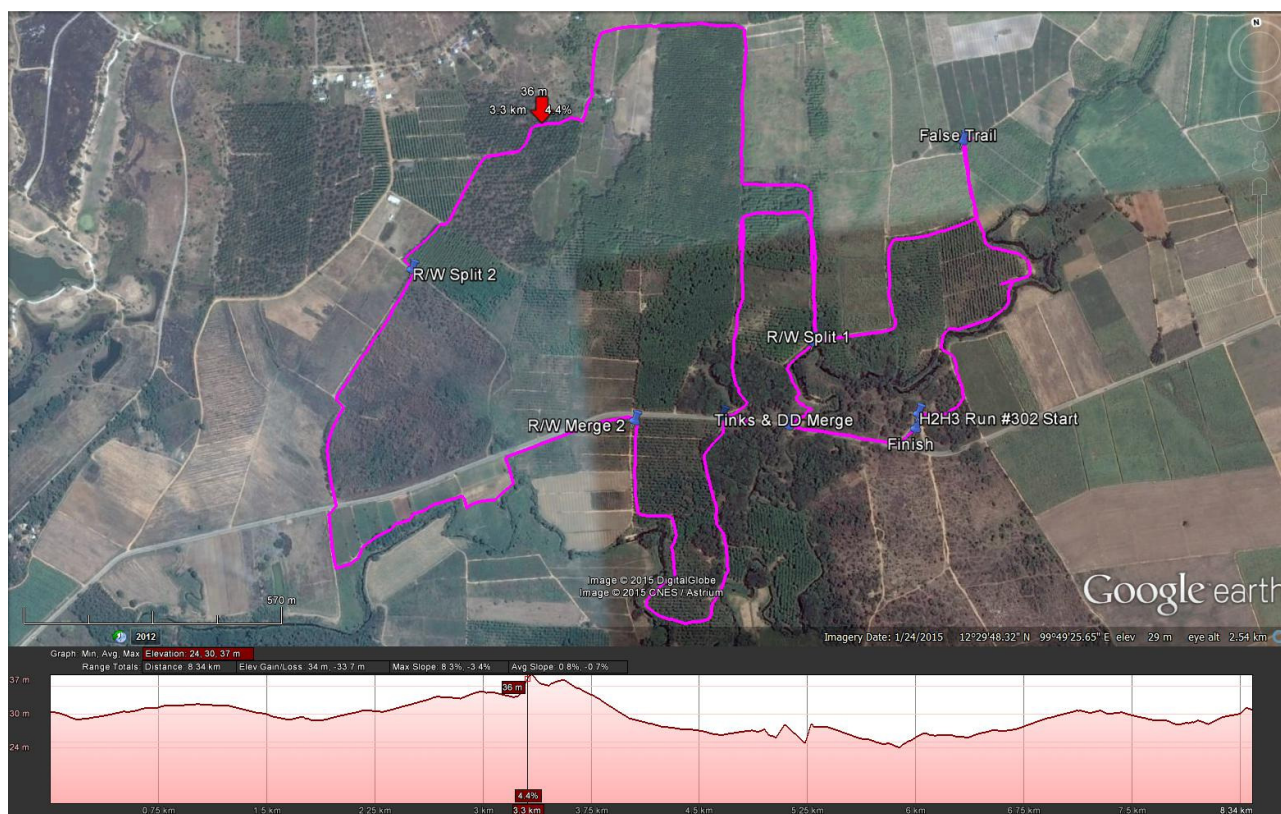 N
36 m
3.3 km 4.4%
False Trail
R/W Split 2
R/W Split 1
R/W Merge 2
Tinks & DD Merge
H2H3 Run #302 Start
Finish
Image © 2015 DigitalGlobe
Image © 2015 CNES / Astrium
Google earth
570 m
2012
Imagery Date: 1/24/2015 12°29'48.32" N 99°49'25.65" E elev 29 m eye alt 2.54 km
Graph: Min, Avg, Max Elevation: 24, 30, 37 m
Range Totals: Distance: 8.34 km Elev Gain/Loss: 34 m, -33.7 m Max Slope: 8.3%, -3.4% Avg Slope: 0.8%, -0.7%
37 m
36 m
30 m
24 m
4.4%
0.75 km 1.5 km 2.25 km 3 km 3.3 km 3.75 km 4.5 km 5.25 km 6 km 6.75 km 7.5 km 8.34 km